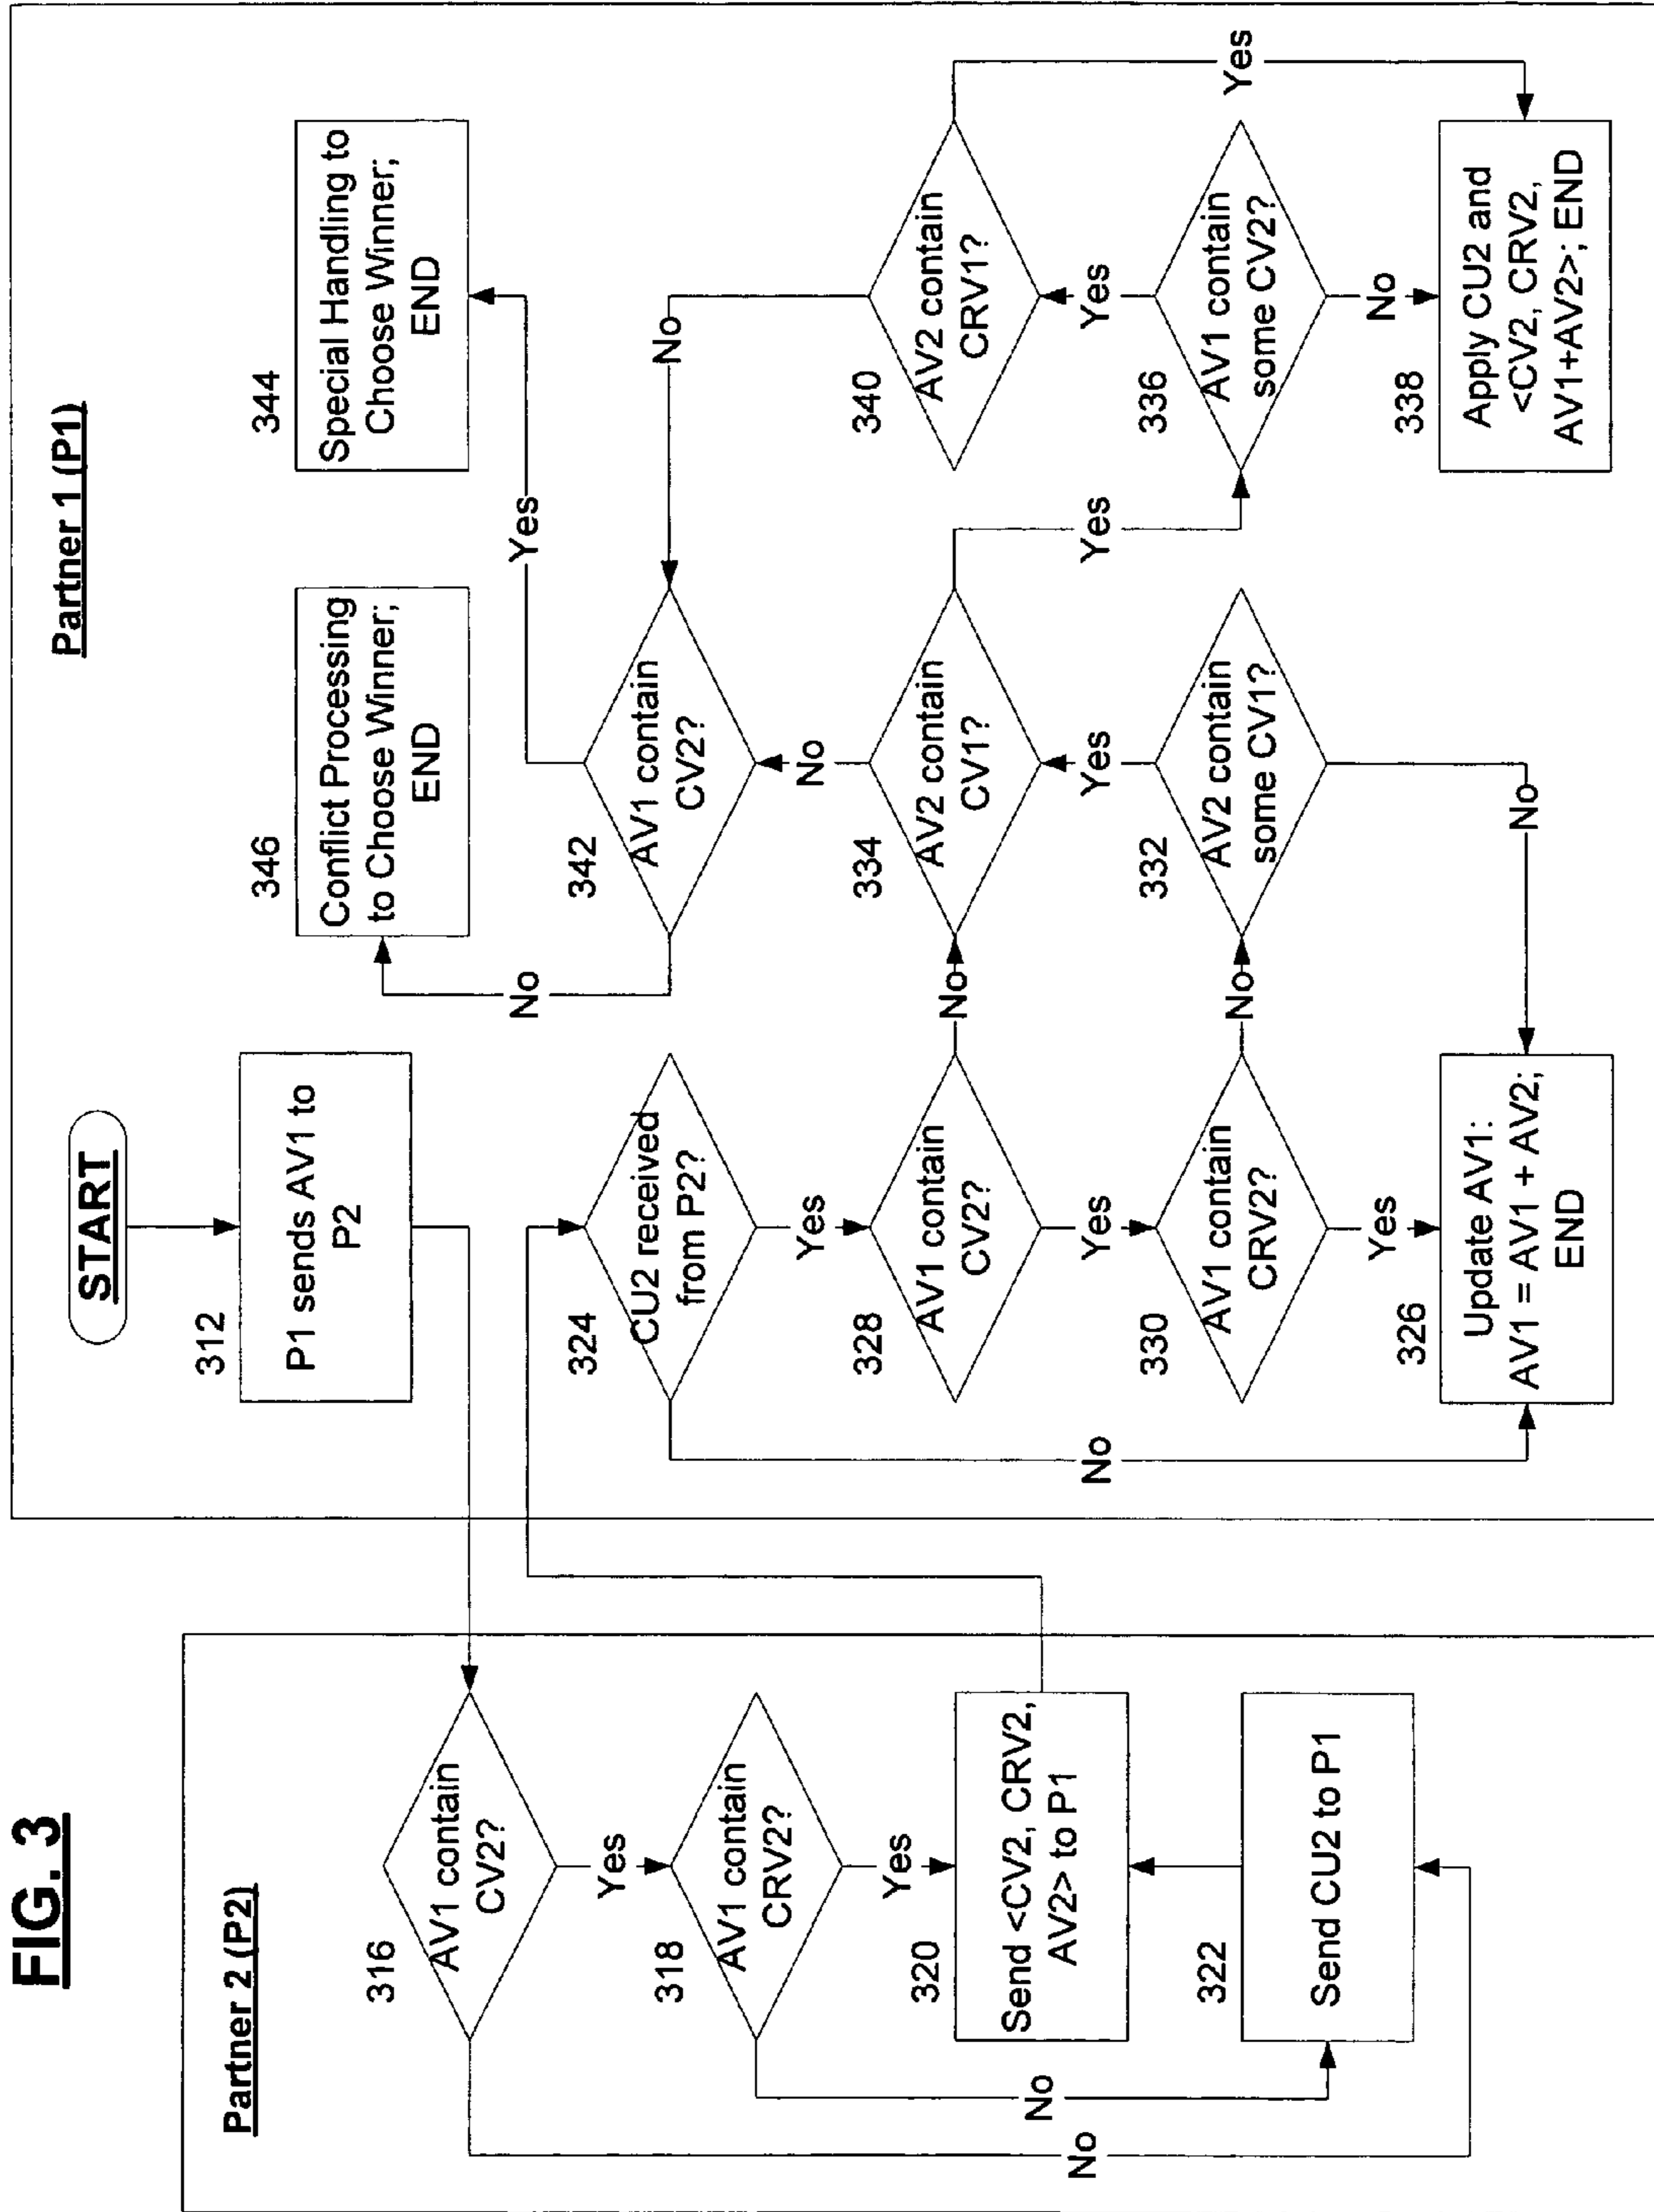 FIG. 3
Partner 2 (P2)
316
AV1 contain
CV2?
Yes
No
318
AV1 contain
CRV2?
Yes
No
320
Send <CV2, CRV2,
AV2> to P1
322
Send CU2 to P1
Partner 1 (P1)
START
312
P1 sends AV1 to
P2
324
CU2 received
from P2?
Yes
No
328
AV1 contain
CV2?
Yes
No
330
AV1 contain
CRV2?
Yes
No
326
Update AV1:
AV1 = AV1 + AV2;
END
346
Conflict Processing
to Choose Winner;
END
342
AV1 contain
CV2?
No
Yes
334
AV2 contain
CV1?
No
Yes
332
AV2 contain
some CV1?
Yes
No
344
Special Handling to
Choose Winner;
END
340
AV2 contain
CRV1?
No
Yes
336
AV1 contain
some CV2?
Yes
No
338
Apply CU2 and
<CV2, CRV2,
AV1+AV2>; END